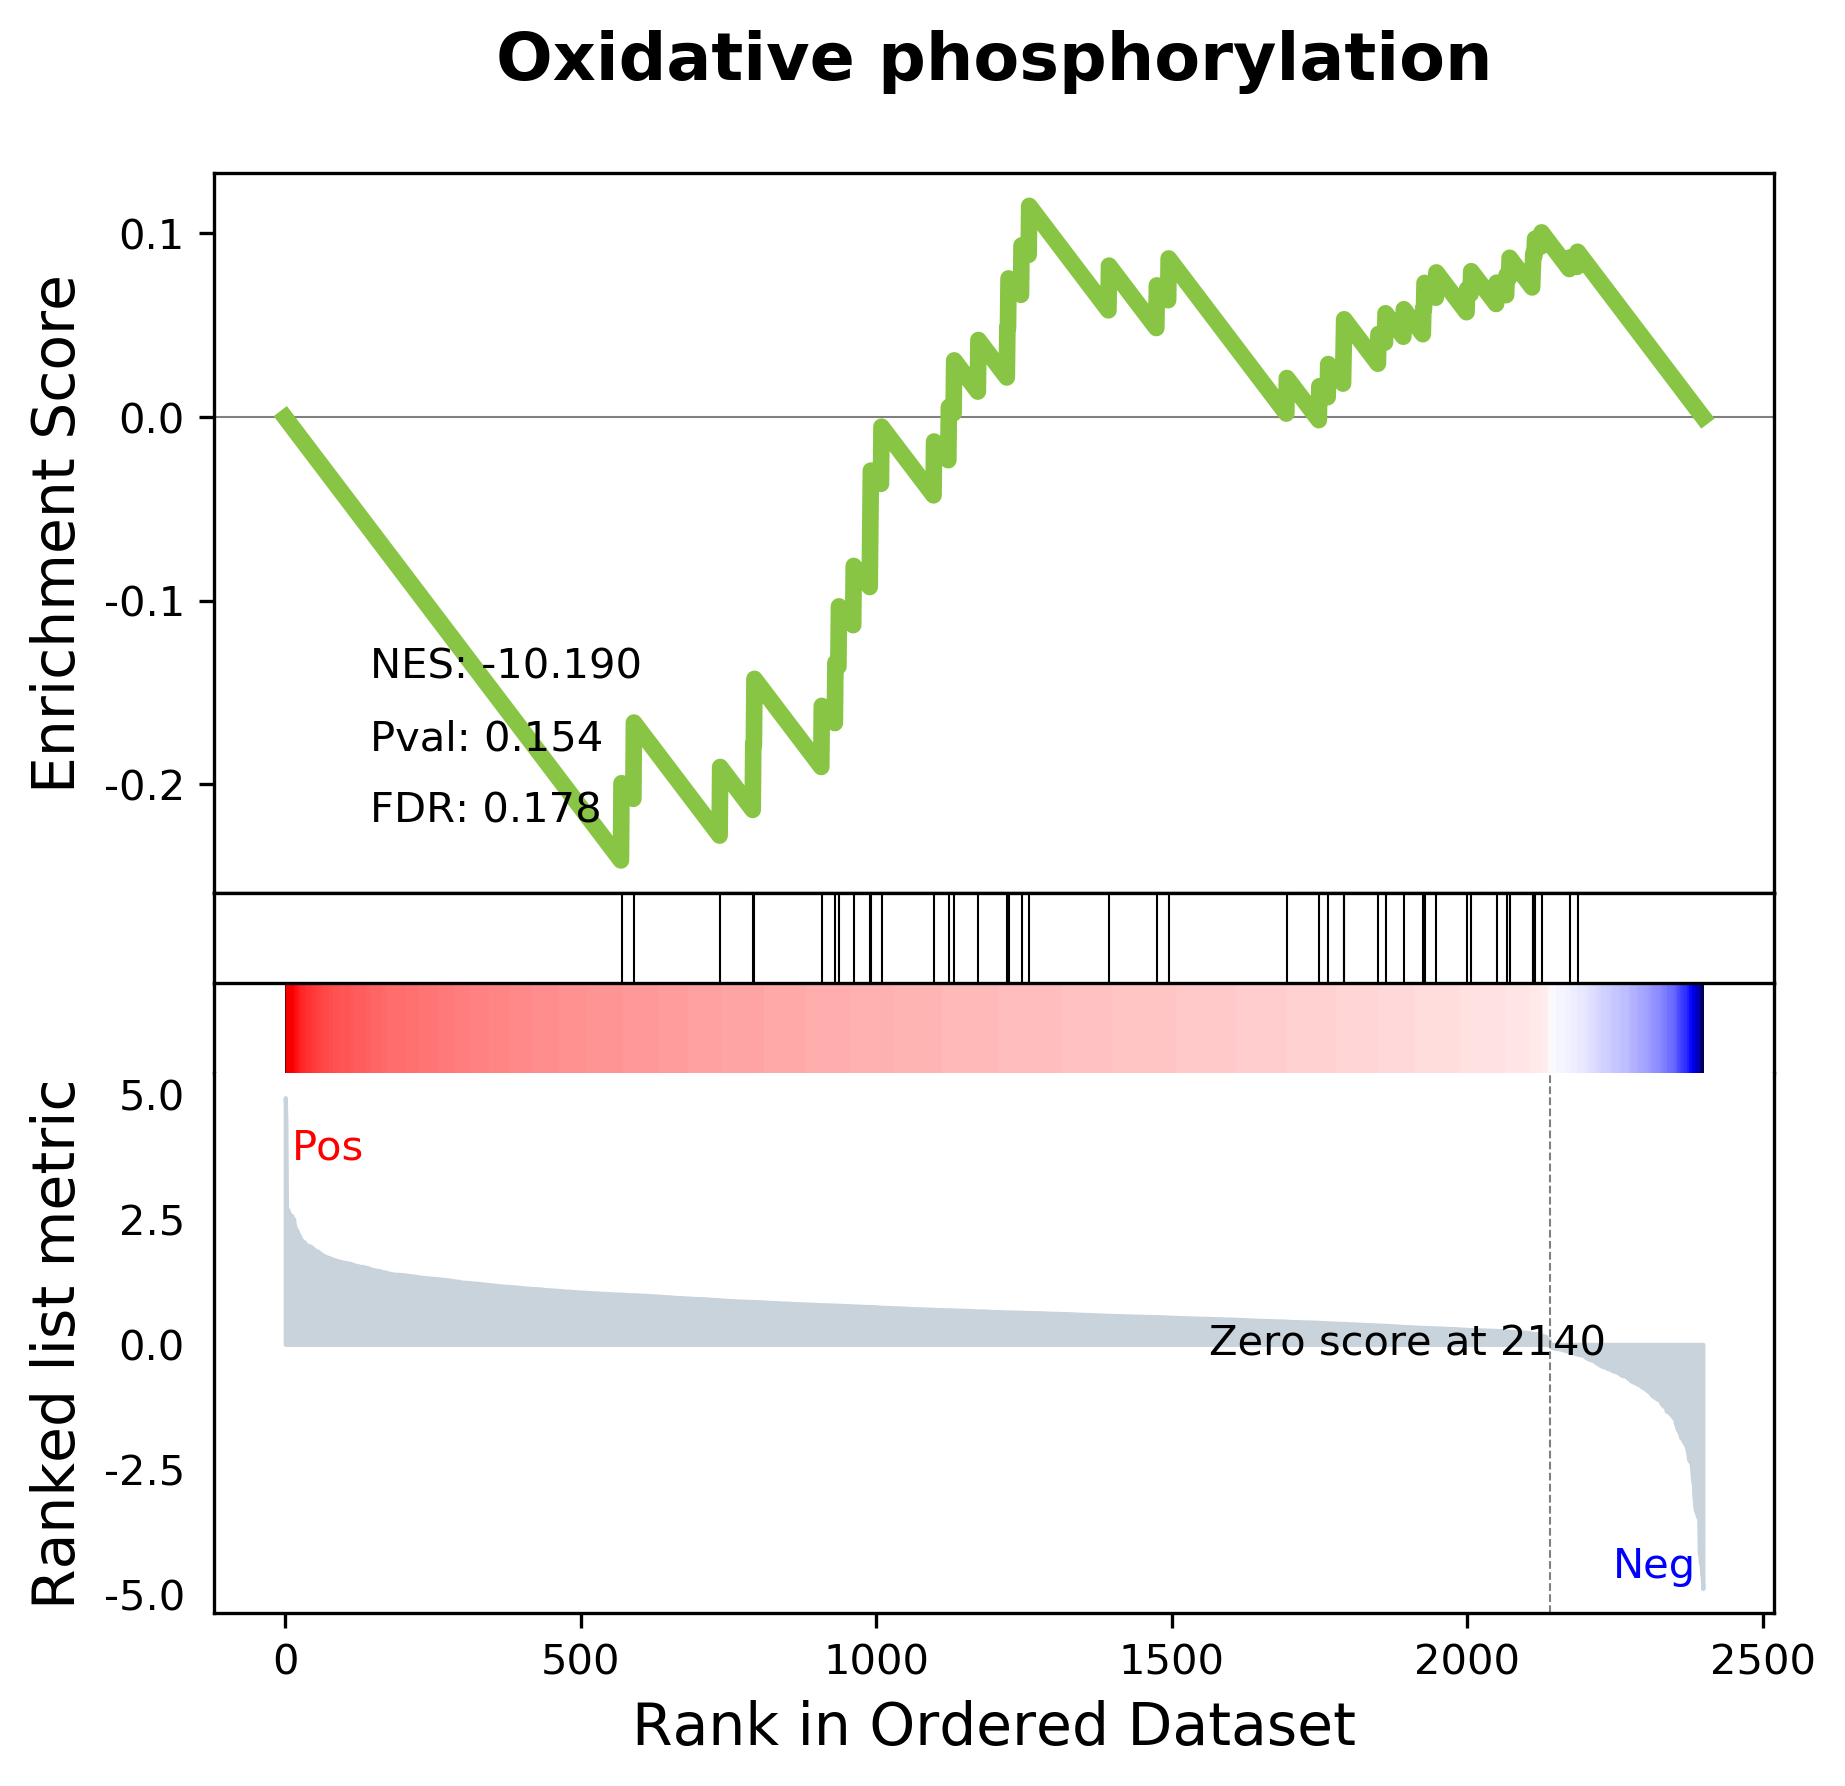 Oxidative phosphorylation
Enrichment Score
0.1
0.0
-0.1
-0.2
NES: -10.190
Pval: 0.154
FDR: 0.178
Ranked list metric
5.0
2.5
0.0
-2.5
-5.0
Pos
Zero score at 2140
Neg
0 500 1000 1500 2000 2500
Rank in Ordered Dataset